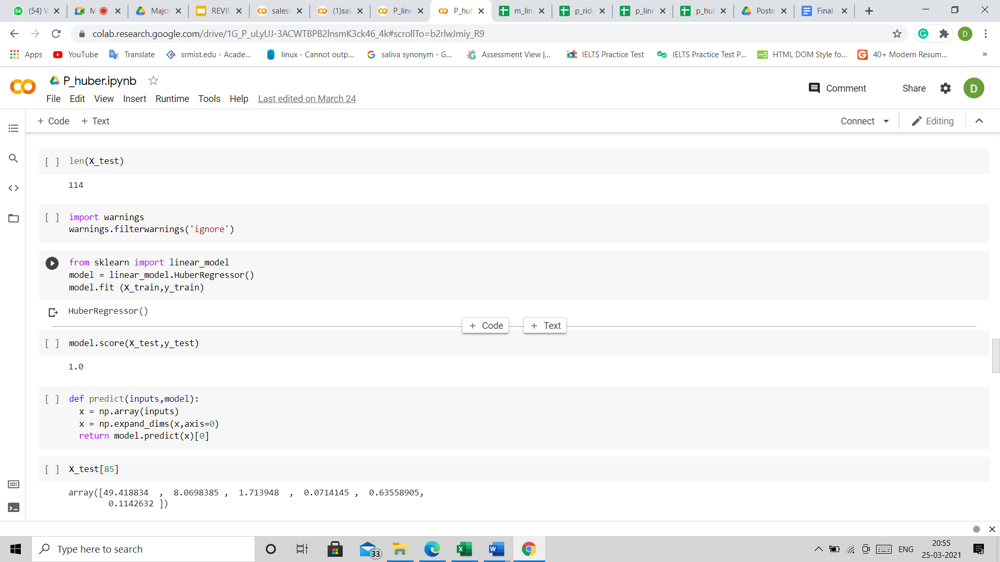 (54) W
M
Majo
REVIE
sales
(1)sal
P_line
P_hub
m_lin
p_ridg
p_line
p_hub
Poste
Final
colab.research.google.com/drive/1G_P_uLyUJ-3ACWTBPB2lnsmK3ck46_4k#scrollTo=b2rlwJmiy_R9
D
Apps YouTube Translate srmist.edu - Acade... linux - Cannot outp... saliva synonym - G... Assessment View |... IELTS Practice Test IELTS Practice Test P... HTML DOM Style fo... 40+ Modern Resum... »
P_huber.ipynb
Comment Share D
File Edit View Insert Runtime Tools Help Last edited on March 24
+ Code + Text Connect Editing
[ ] len(X_test)
114
[ ] import warnings
warnings.filterwarnings('ignore')
from sklearn import linear_model
model = linear_model.HuberRegressor()
model.fit (X_train,y_train)
HuberRegressor()
+ Code + Text
[ ] model.score(X_test,y_test)
1.0
[ ] def predict(inputs,model):
x = np.array(inputs)
x = np.expand_dims(x,axis=0)
return model.predict(x)[0]
[ ] X_test[85]
array([49.418834 , 8.0698385 , 1.713948 , 0.0714145 , 0.63558905,
0.1142632 ])
Type here to search
33
ENG
20:55
25-03-2021